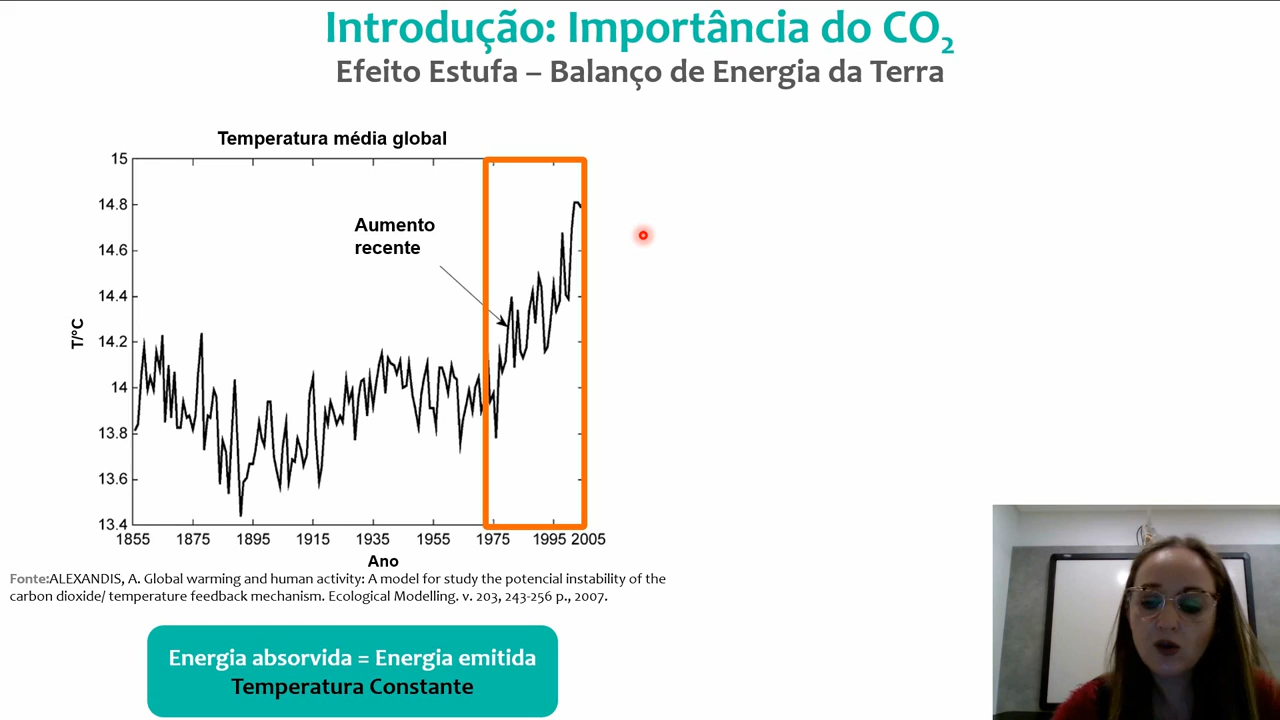 Introdução: Importância do CO2
Efeito Estufa – Balanço de Energia da Terra
Temperatura média global
15
14.8
14.6
14.4
14.2
14
13.8
13.6
13.4
T/°C
Aumento
recente
1855 1875 1895 1915 1935 1955 1975 1995 2005
Ano
Fonte:ALEXANDIS, A. Global warming and human activity: A model for study the potencial instability of the
carbon dioxide/ temperature feedback mechanism. Ecological Modelling. v. 203, 243-256 p., 2007.
Energia absorvida = Energia emitida
Temperatura Constante